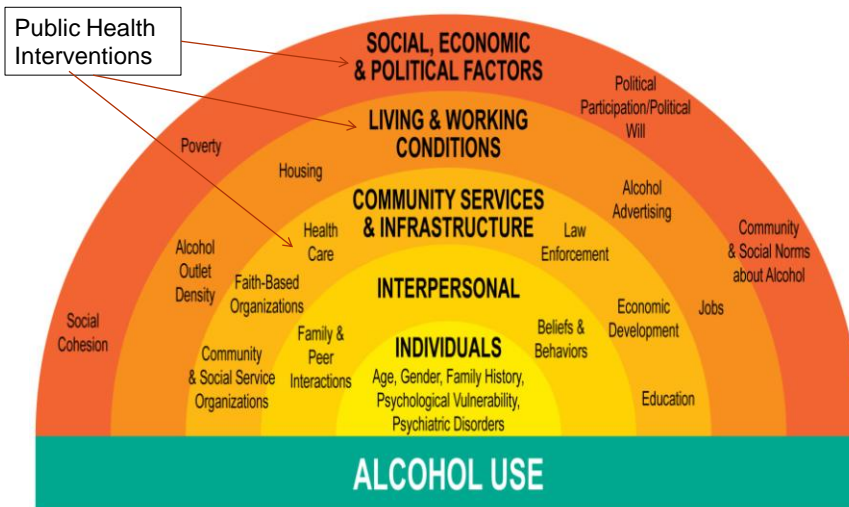 Public Health
Interventions
SOCIAL, ECONOMIC
& POLITICAL FACTORS
Political
Participation/Political
Will
Poverty
LIVING & WORKING
CONDITIONS
Housing
Alcohol
Advertising
COMMUNITY SERVICES
& INFRASTRUCTURE
Health
Care
Law
Enforcement
Community
& Social Norms
about Alcohol
Alcohol
Outlet
Density
Faith-Based
Organizations
INTERPERSONAL
Economic
Development
Jobs
Social
Cohesion
Family &
Peer
Interactions
Beliefs &
Behaviors
Community
& Social Service
Organizations
INDIVIDUALS
Age, Gender, Family History,
Psychological Vulnerability,
Psychiatric Disorders
Education
ALCOHOL USE